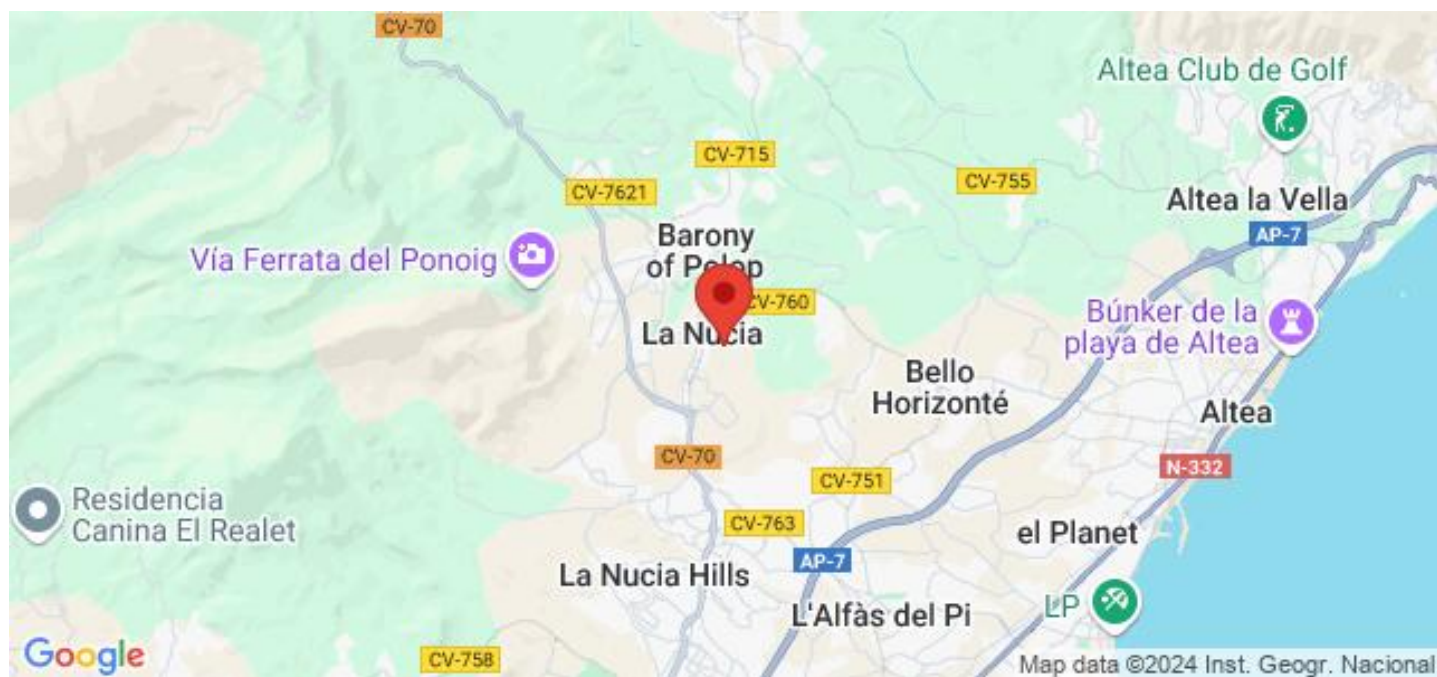 CV-70
Altea Club de Golf
CV-715
CV-755
CV-7621
Altea la Vella
AP-7
Barony
of Polop
Vía Ferrata del Ponoig
CV-760
La Nucia
Búnker de la
playa de Altea
Bello
Horizonté
Altea
CV-70
N-332
CV-751
Residencia
Canina El Realet
CV-763
el Planet
AP-7
La Nucia Hills
LP
L'Alfàs del Pi
Google
CV-758
Map data ©2024 Inst. Geogr. Nacional